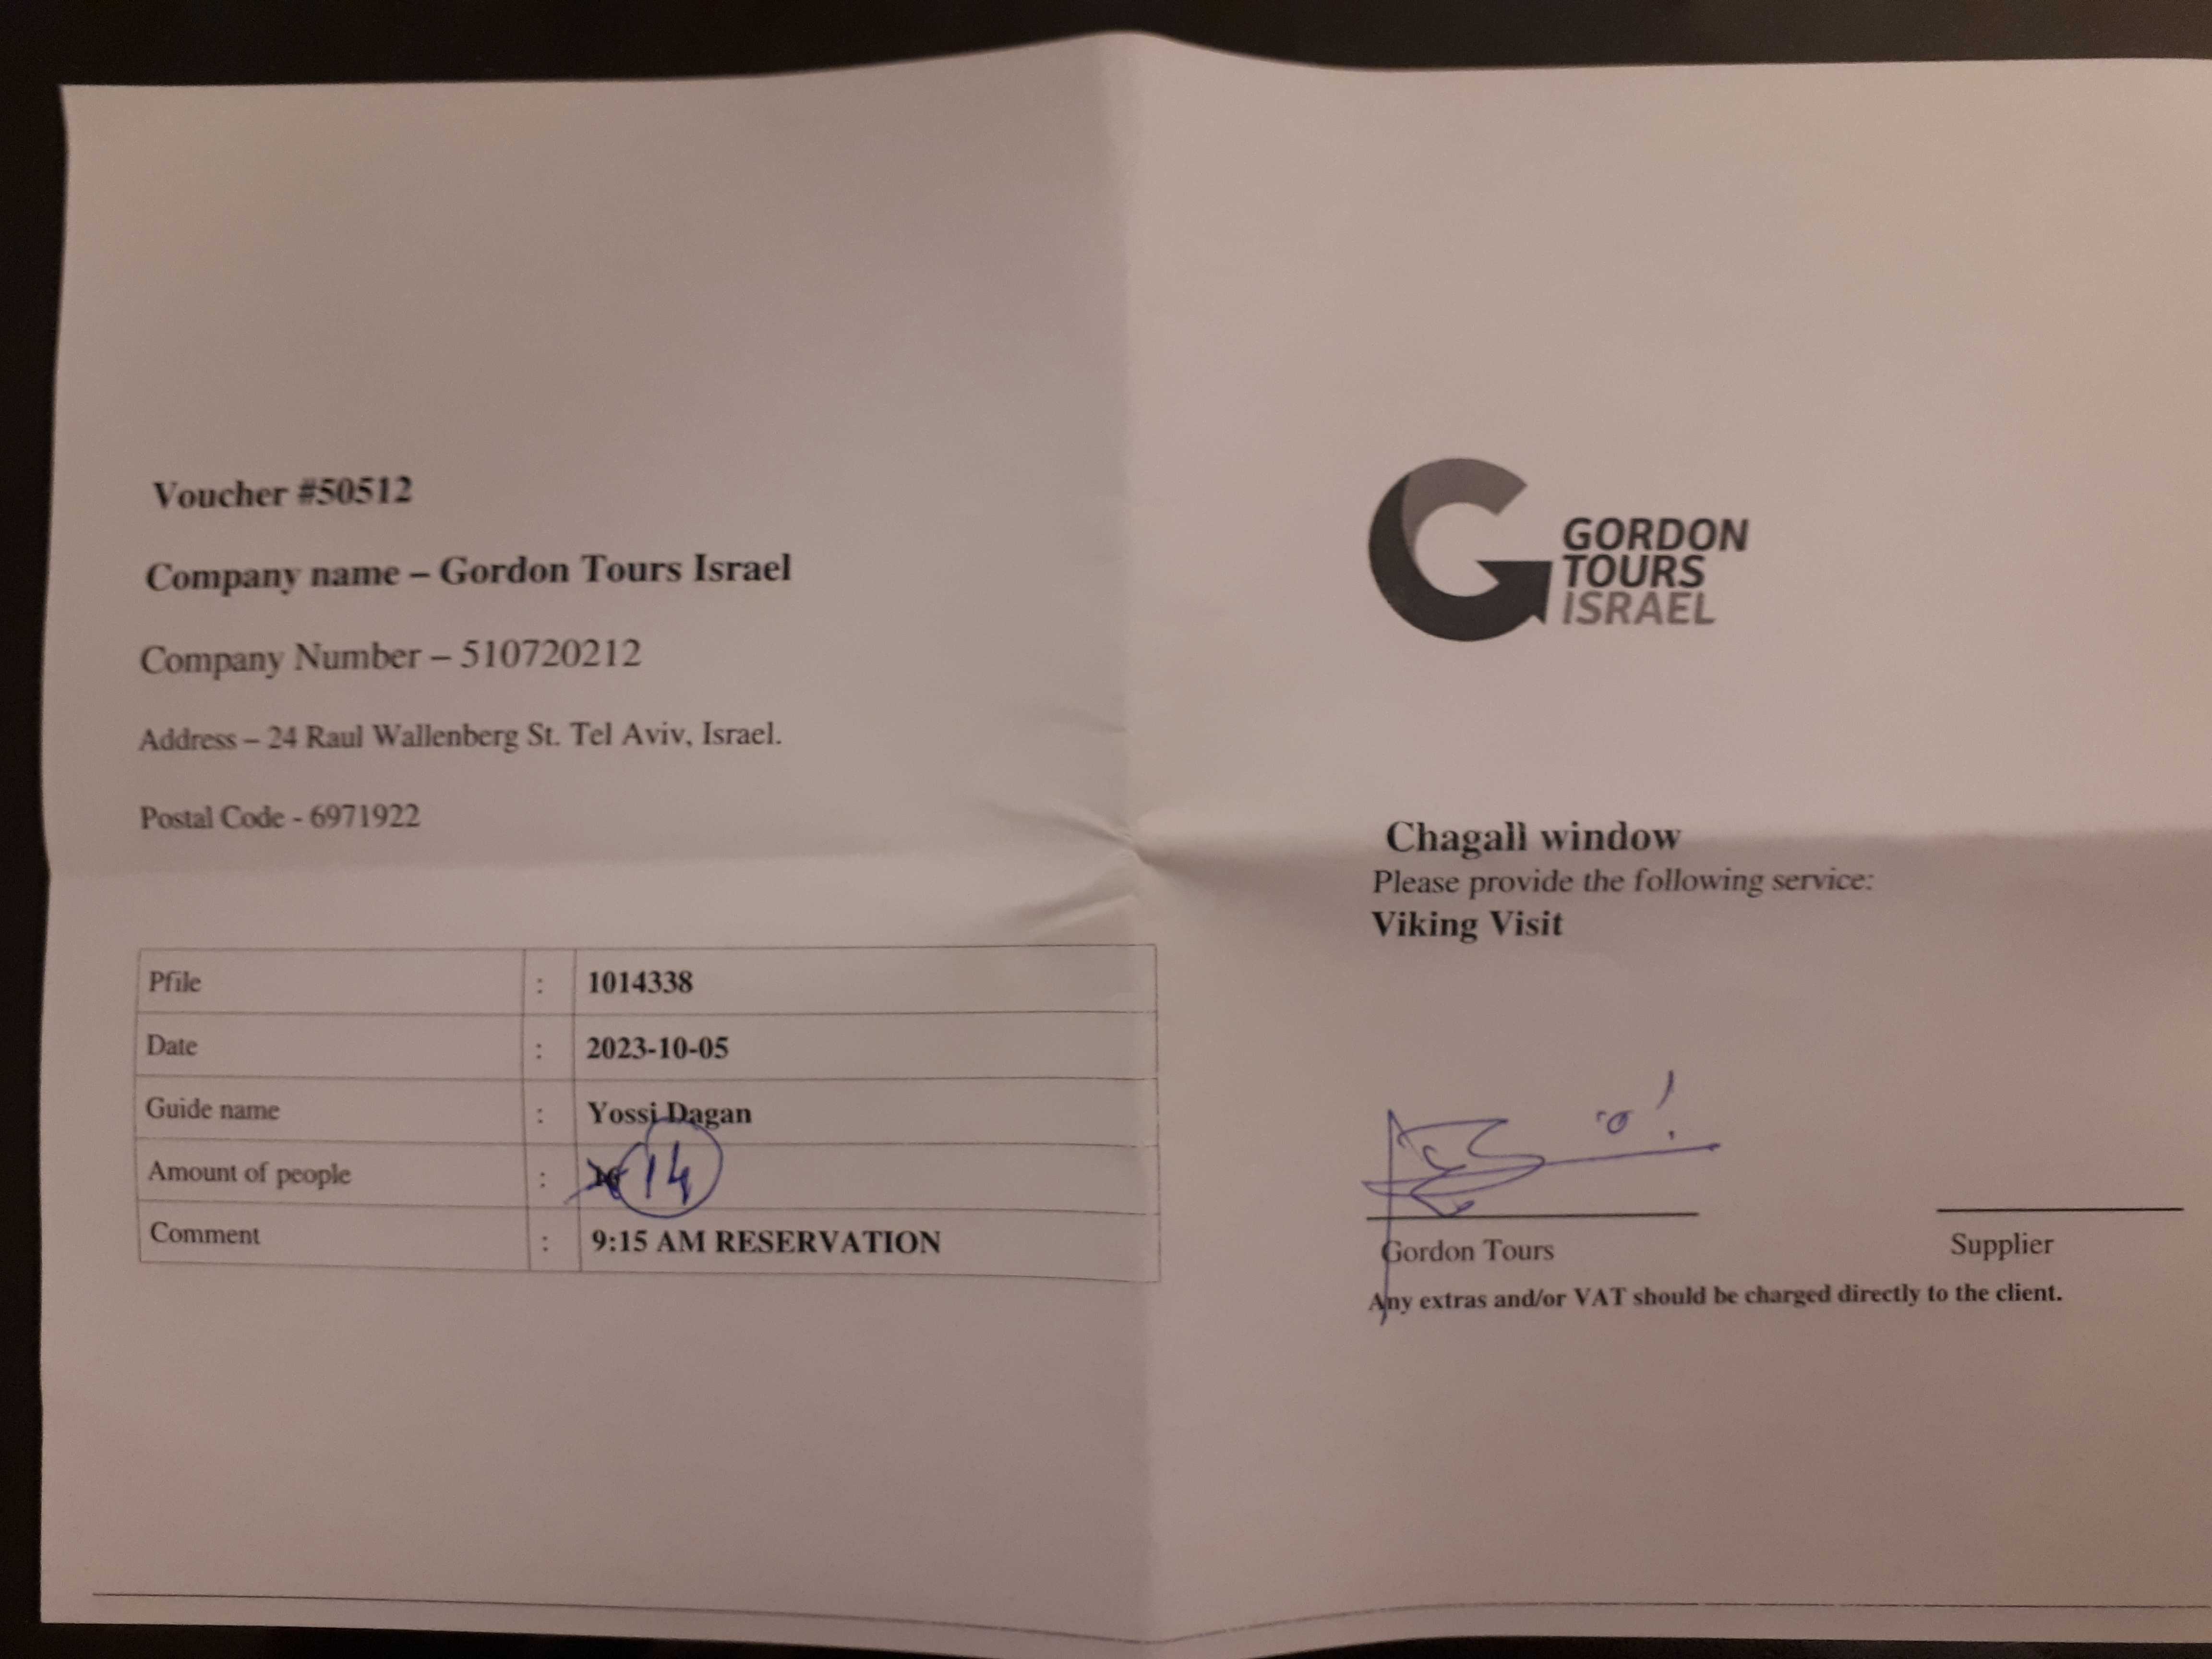 Voucher #50512
Company name – Gordon Tours Israel
Company Number – 510720212
Address – 24 Raul Wallenberg St. Tel Aviv, Israel.
Postal Code - 6971922
Pfile : 1014338
Date : 2023-10-05
Guide name : Yossi Dagan
Amount of people : 14
Comment : 9:15 AM RESERVATION
GORDON
TOURS
ISRAEL
Chagall window
Please provide the following service:
Viking Visit
Gordon Tours
Supplier
Any extras and/or VAT should be charged directly to the client.